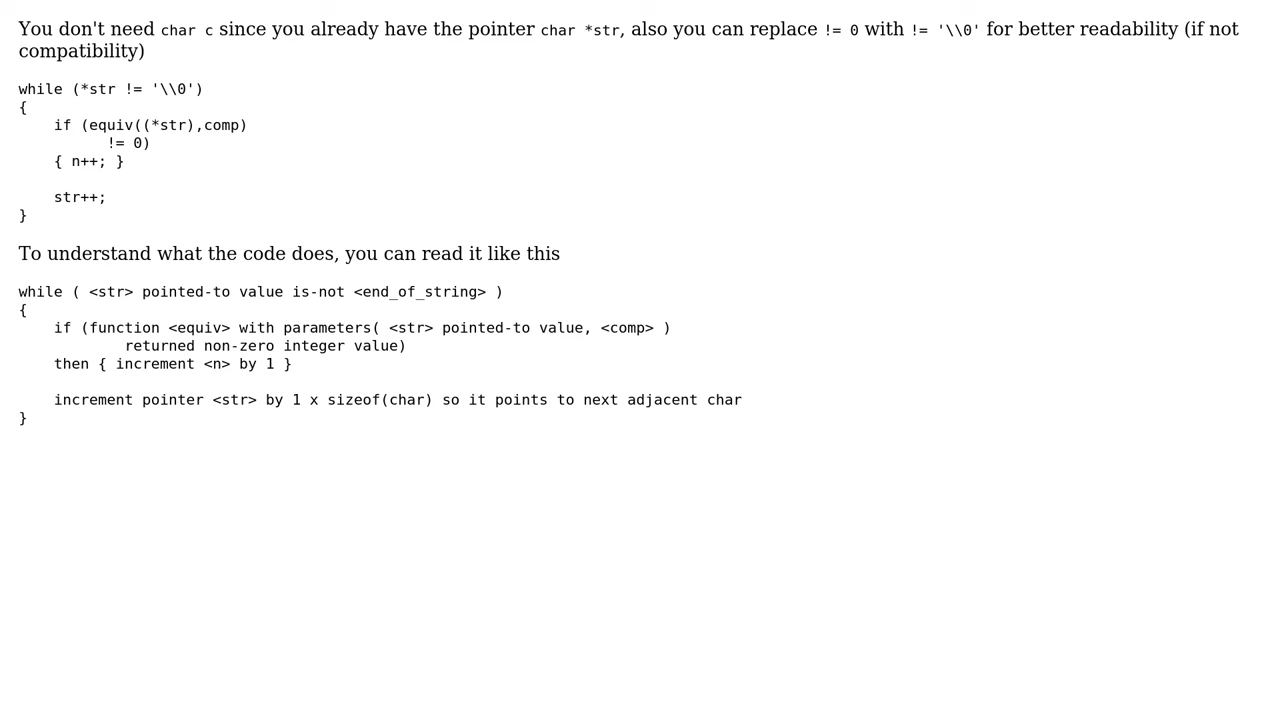 You don't need char c since you already have the pointer char *str, also you can replace != 0 with != '\\0' for better readability (if not
compatibility)
while (*str != '\\0')
{
    if (equiv((*str),comp)
          != 0)
    { n++; }
    str++;
}
To understand what the code does, you can read it like this
while ( <str> pointed-to value is-not <end_of_string> )
{
    if (function <equiv> with parameters( <str> pointed-to value, <comp> )
            returned non-zero integer value)
    then { increment <n> by 1 }
    increment pointer <str> by 1 x sizeof(char) so it points to next adjacent char
}